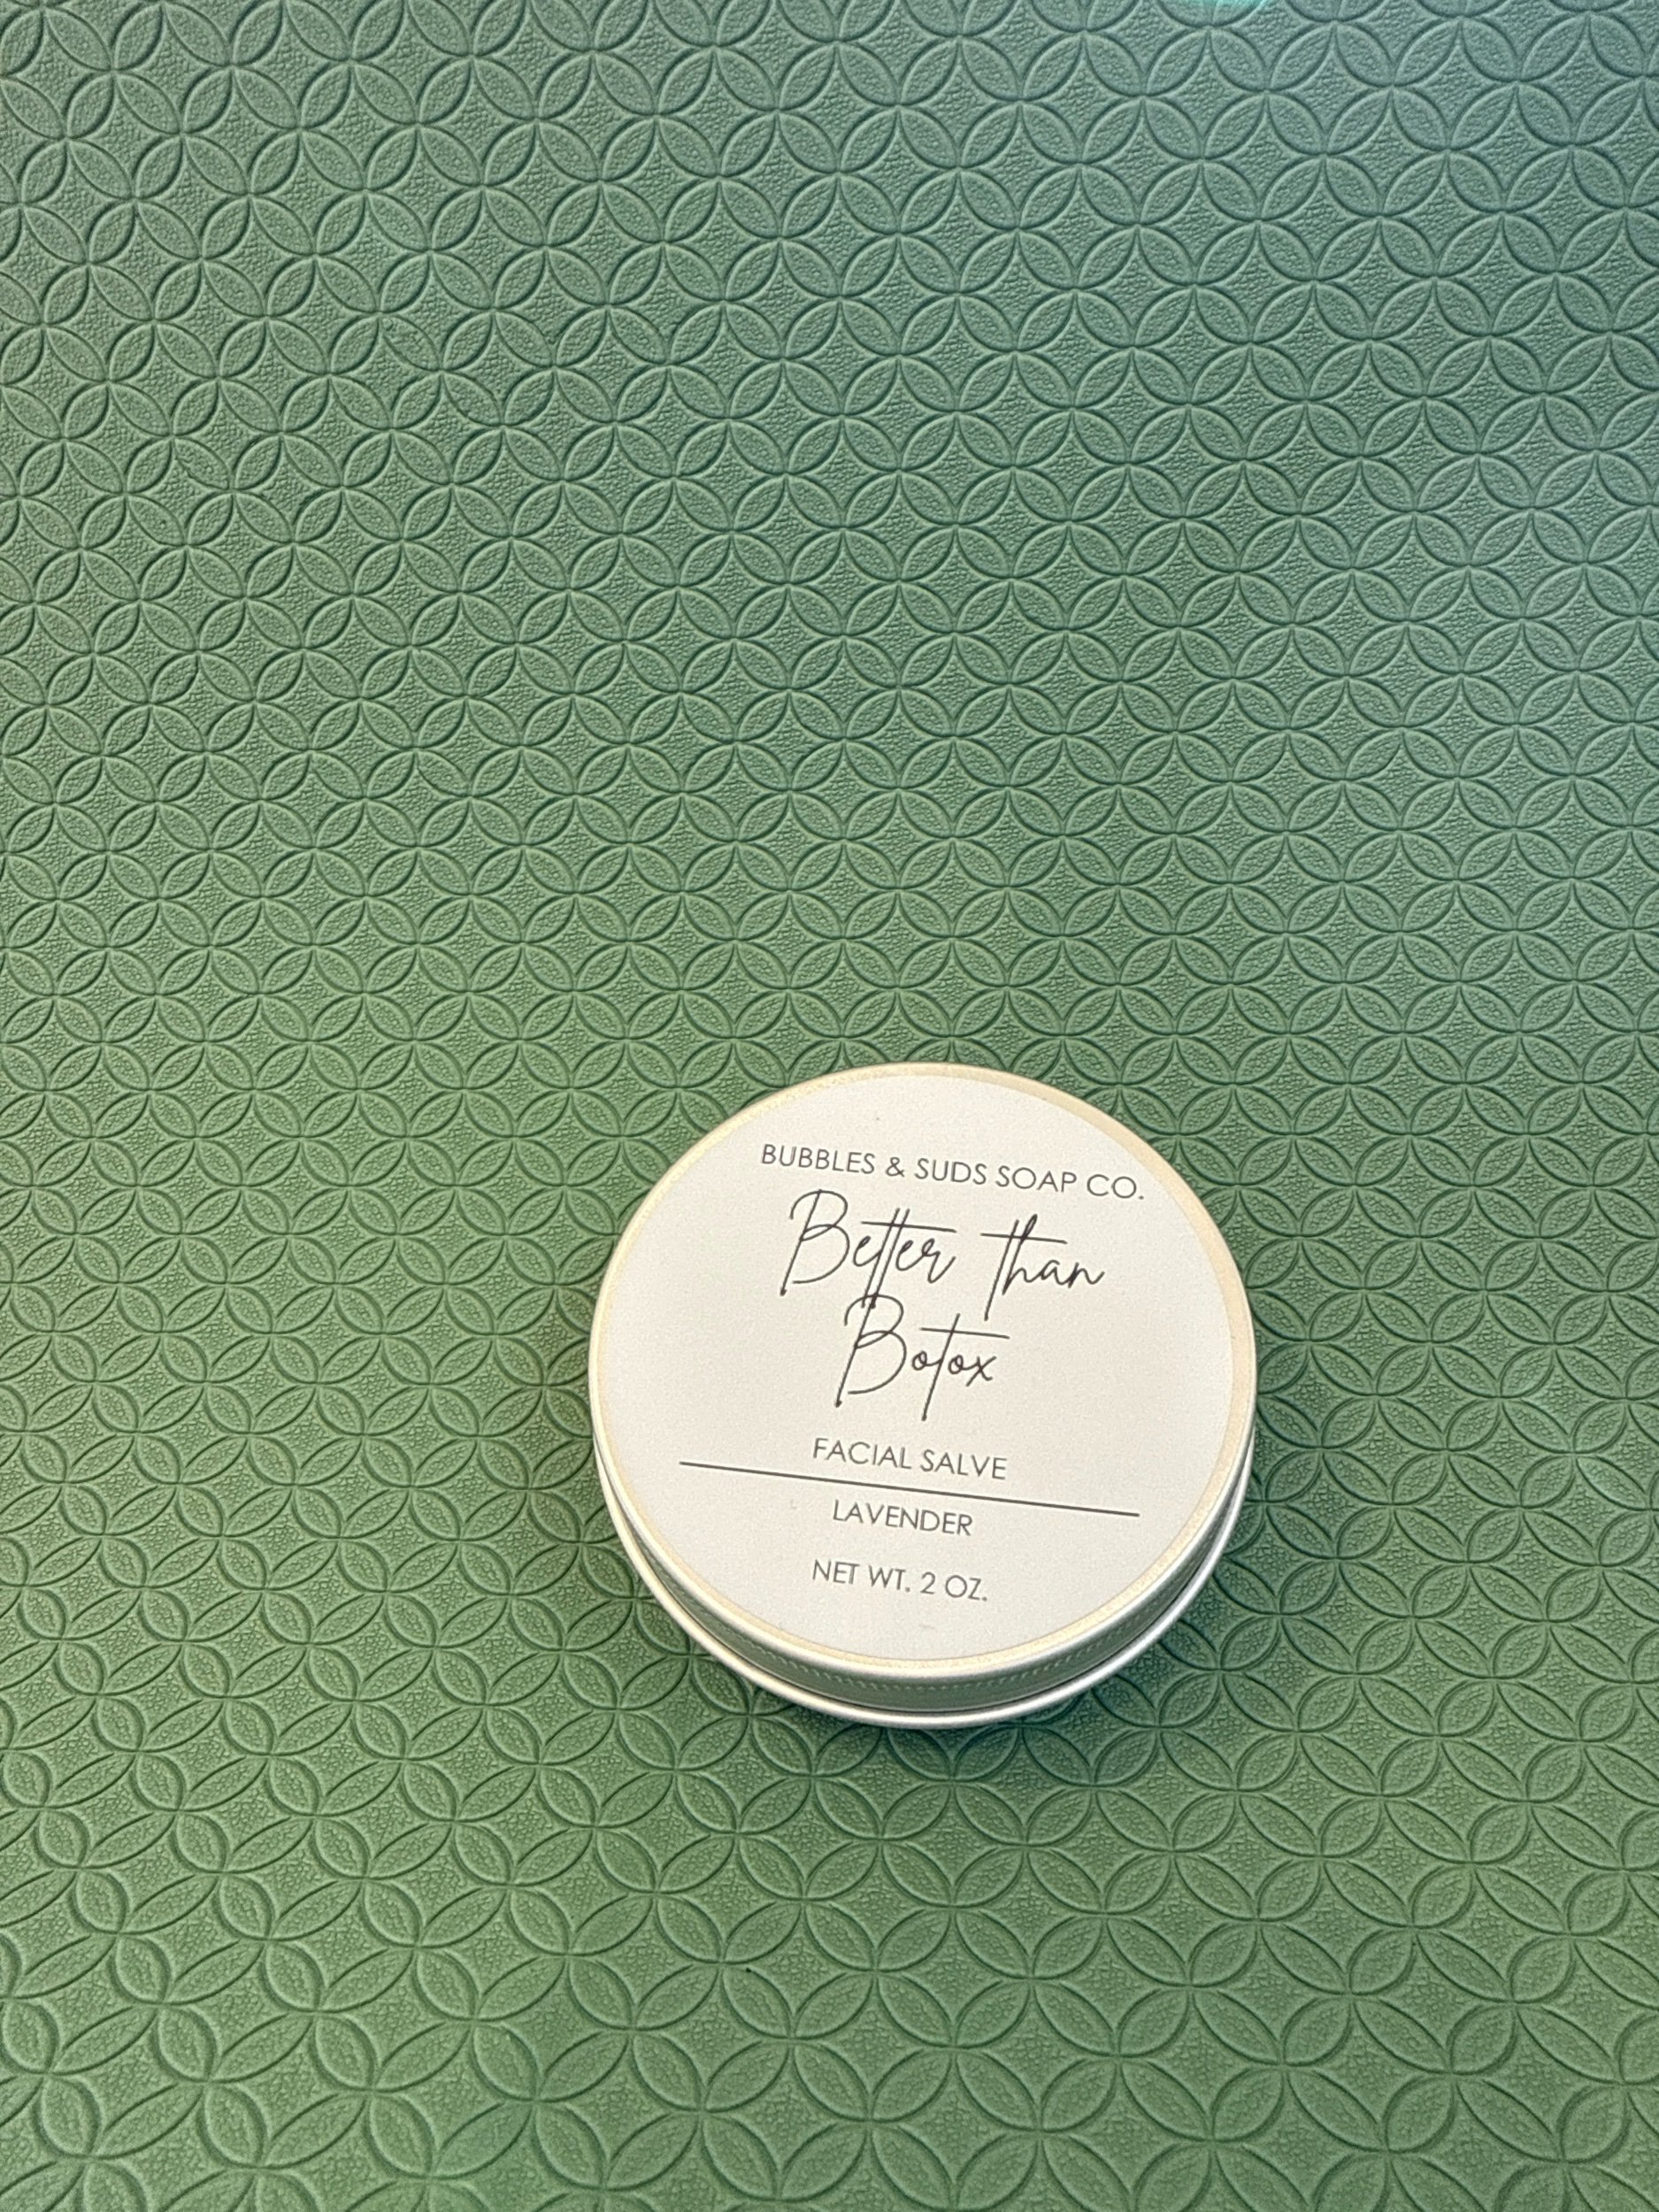 BUBBLES & SUDS SOAP CO.
Better than
Botox
FACIAL SALVE
LAVENDER
NET WT. 2 OZ.